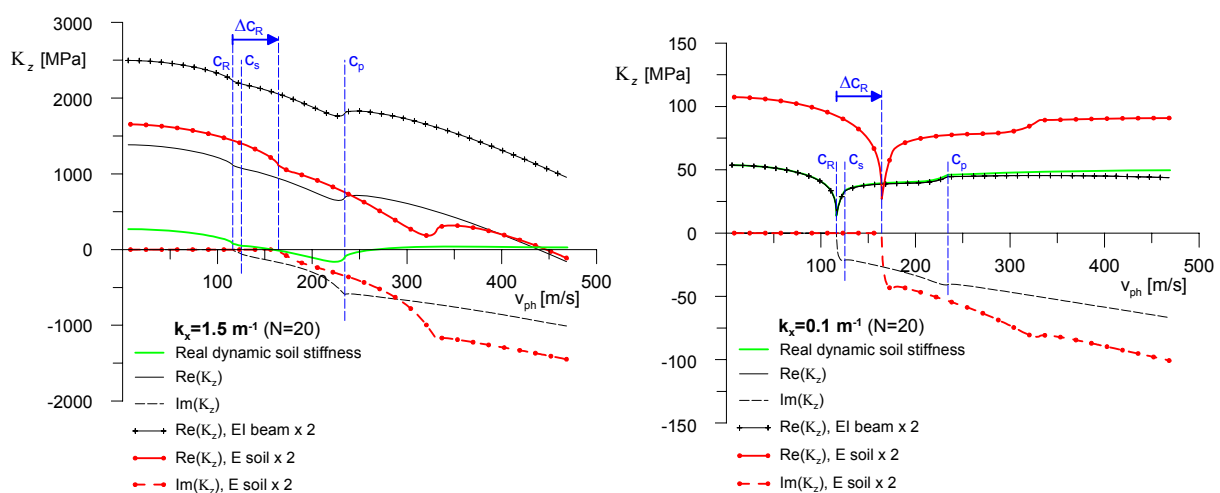 3000
ΔcR
Kz [MPa]
cR cs
cp
2000
1000
0
100 200 300 400 500
vph [m/s]
-1000
-2000
kx=1.5 m-1 (N=20)
Real dynamic soil stiffness
Re(Kz)
Im(Kz)
Re(Kz), EI beam x 2
Re(Kz), E soil x 2
Im(Kz), E soil x 2
150
Kz [MPa]
100
ΔcR
50
cR cs
cp
0
100 200 300 400 500
vph [m/s]
-50
-100
-150
kx=0.1 m-1 (N=20)
Real dynamic soil stiffness
Re(Kz)
Im(Kz)
Re(Kz), EI beam x 2
Re(Kz), E soil x 2
Im(Kz), E soil x 2